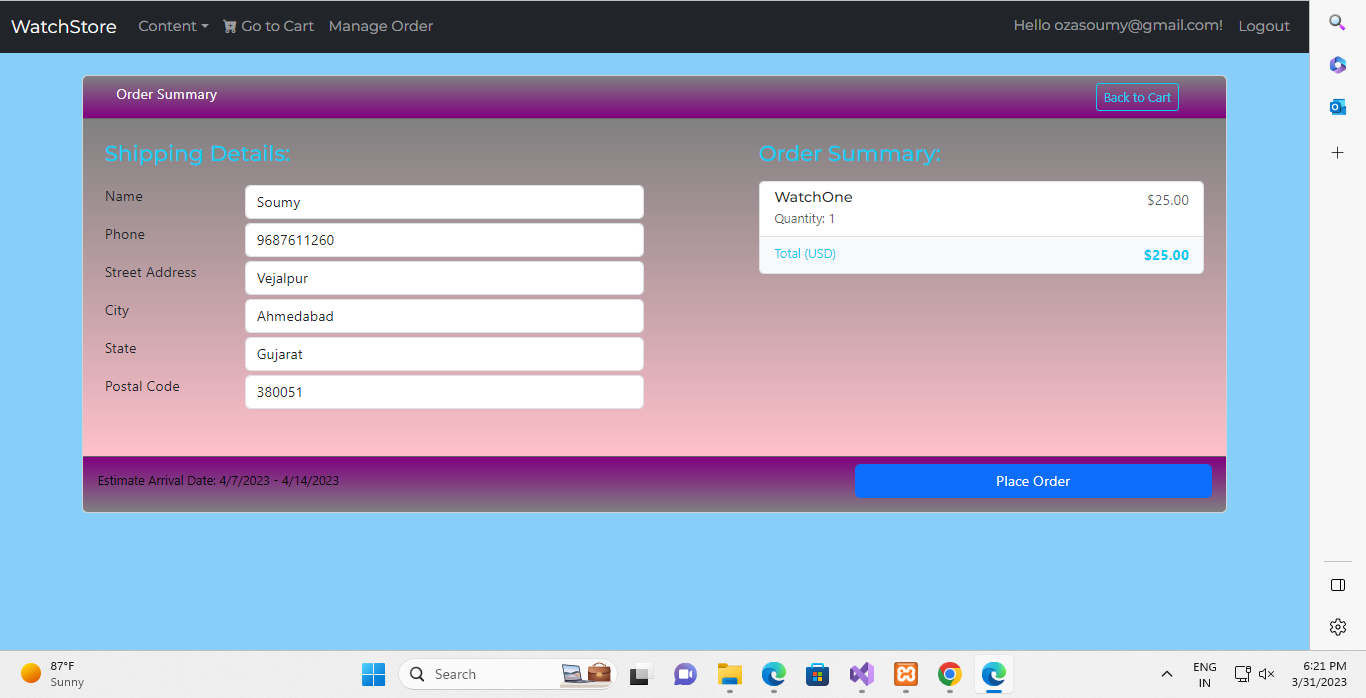 WatchStore Content Go to Cart Manage Order Hello ozasoumy@gmail.com! Logout
Order Summary Back to Cart
Shipping Details:
Name Soumy
Phone 9687611260
Street Address Vejalpur
City Ahmedabad
State Gujarat
Postal Code 380051
Order Summary:
WatchOne $25.00
Quantity: 1
Total (USD) $25.00
Estimate Arrival Date: 4/7/2023 - 4/14/2023 Place Order
87°F
Sunny
Search
ENG
IN
6:21 PM
3/31/2023